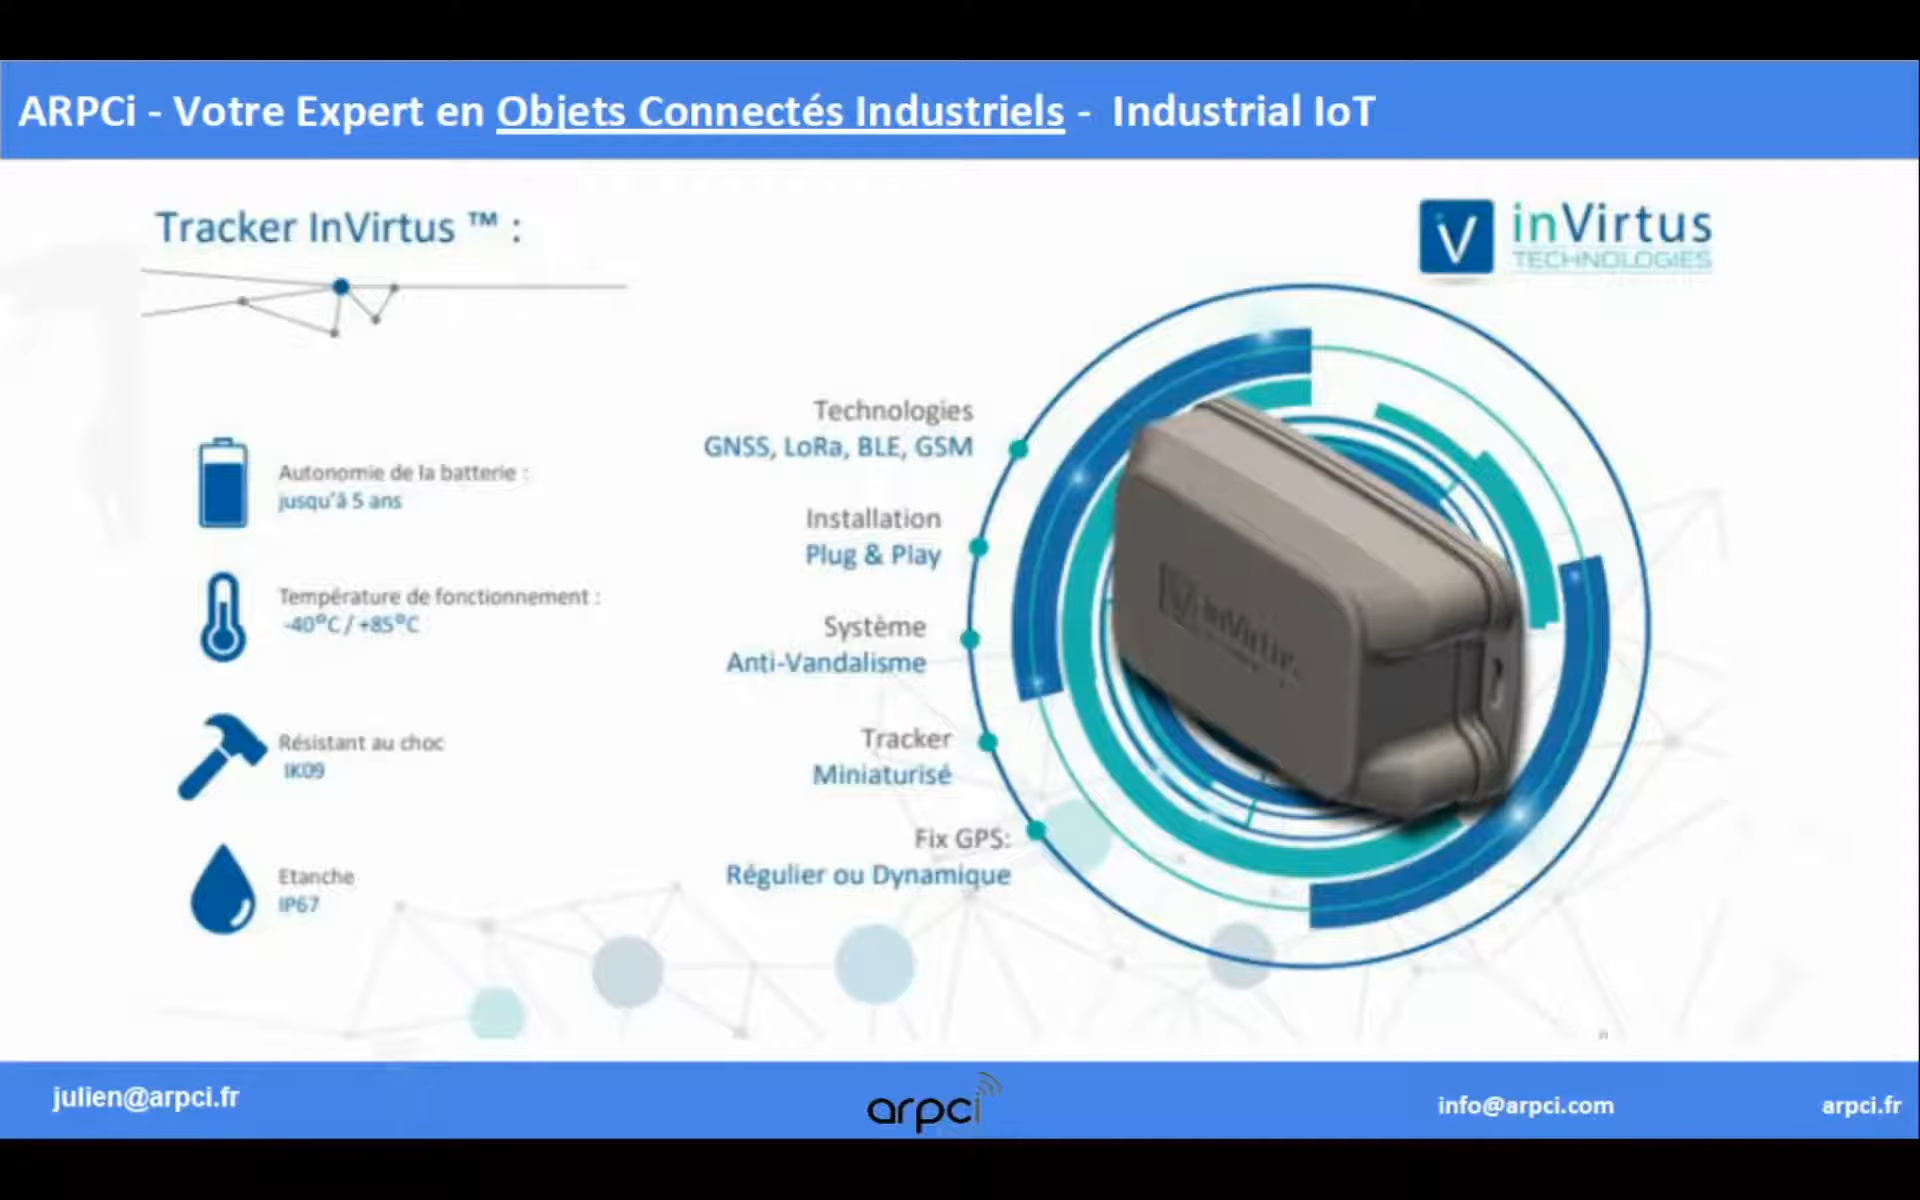 ARPCi - Votre Expert en Objets Connectés Industriels - Industrial IoT
Tracker InVirtus ™ :
iV inVirtus
TECHNOLOGIES
Technologies
GNSS, LoRa, BLE, GSM
Autonomie de la batterie :
jusqu'à 5 ans
Installation
Plug & Play
Température de fonctionnement :
-40°C / +85°C
Système
Anti-Vandalisme
Résistant au choc
IK09
Tracker
Miniaturisé
Fix GPS:
Régulier ou Dynamique
Etanche
IP67
inVirtus
julien@arpci.fr
arpci
info@arpci.com
arpci.fr